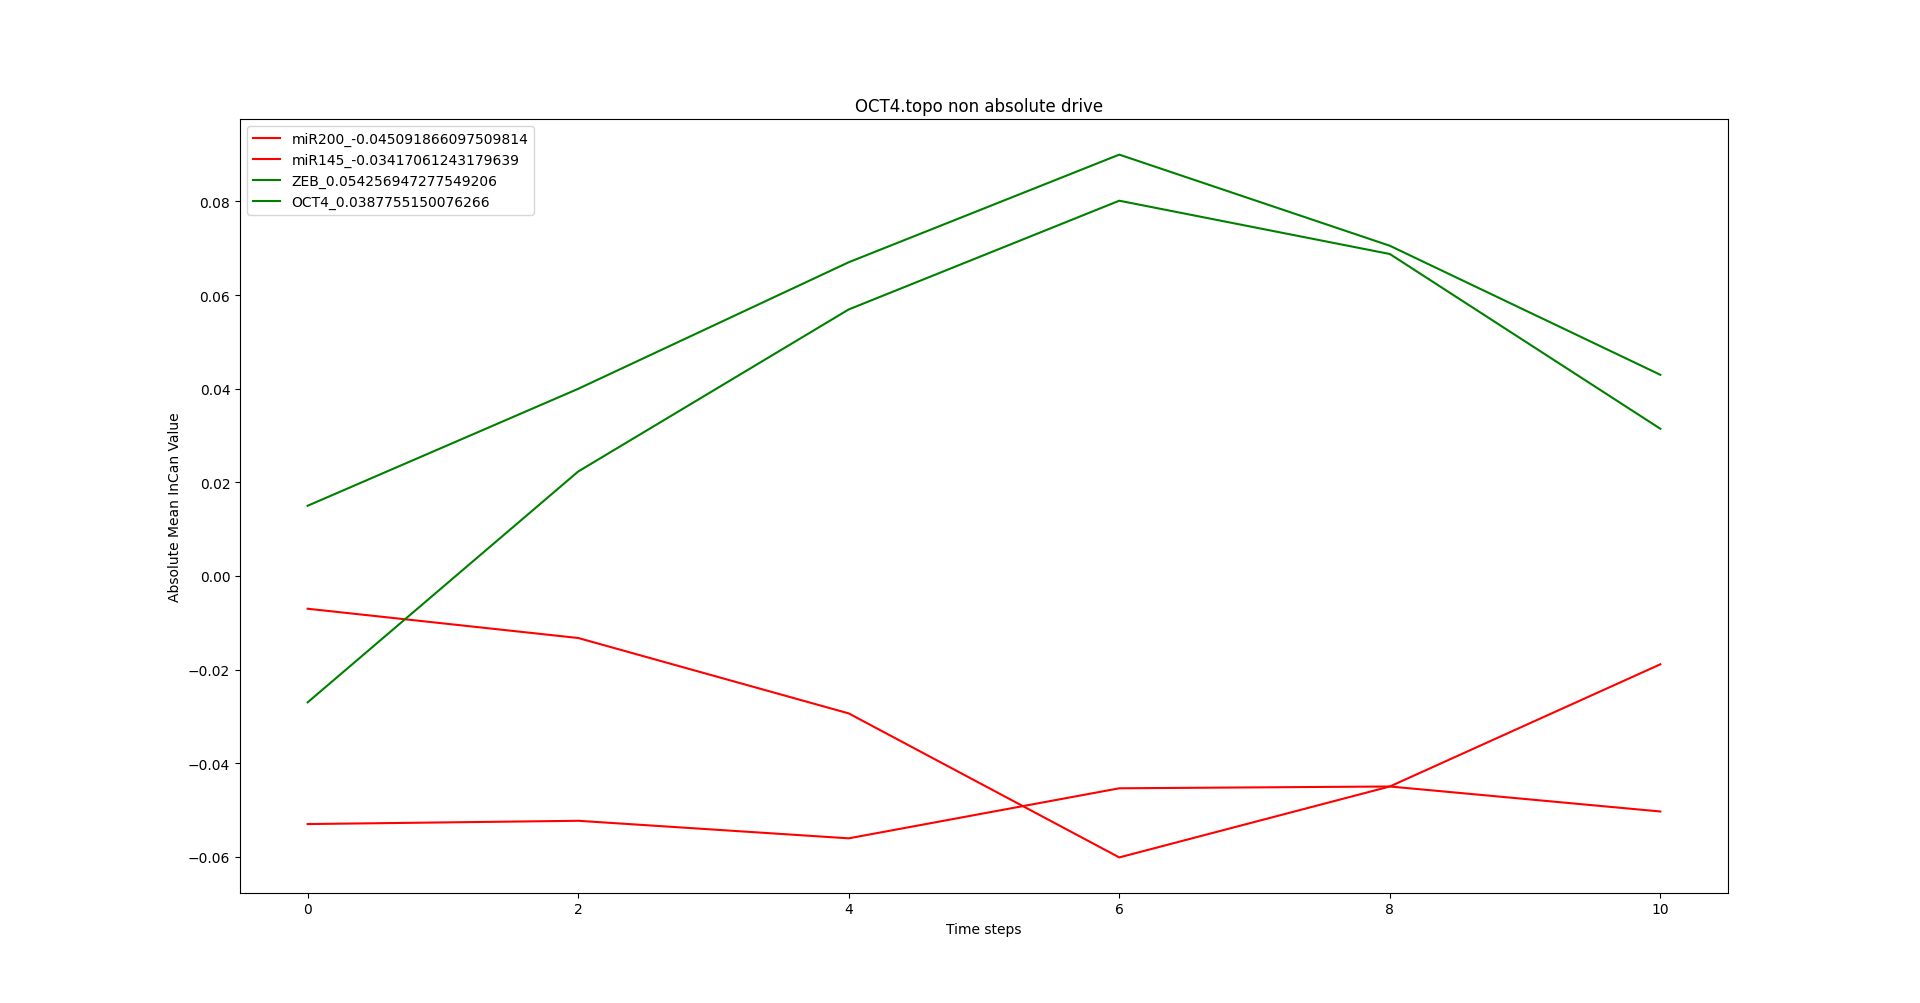 OCT4.topo non absolute drive
miR200_-0.045091866097509814
miR145_-0.03417061243179639
ZEB_0.054256947277549206
OCT4_0.0387755150076266
0.08
0.06
0.04
0.02
0.00
−0.02
−0.04
−0.06
Absolute Mean InCan Value
0 2 4 6 8 10
Time steps